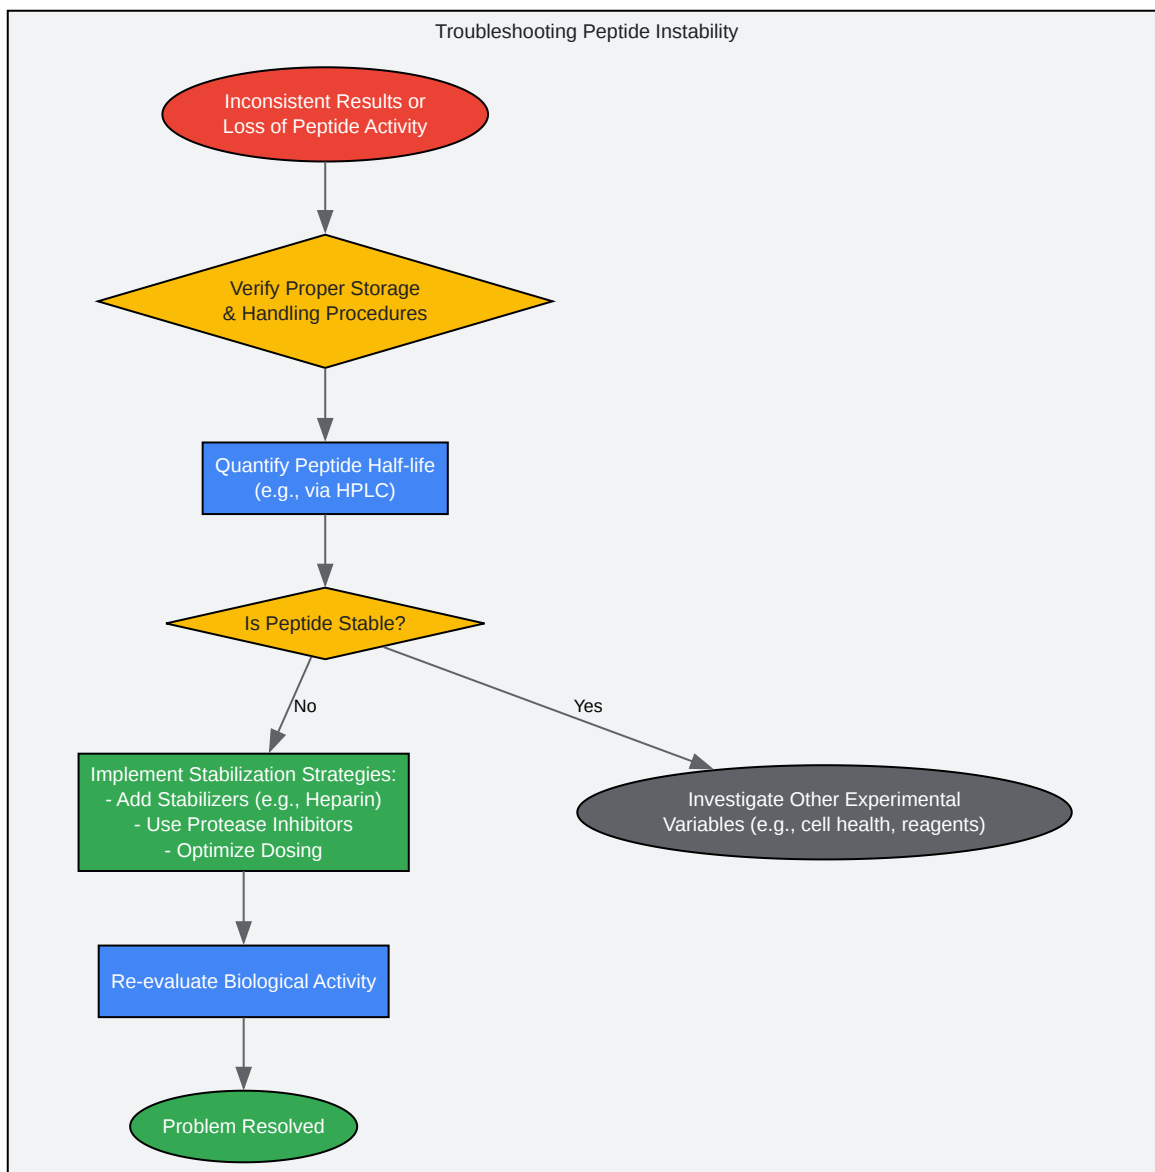 Troubleshooting Peptide Instability
Inconsistent Results or
Loss of Peptide Activity
Verify Proper Storage
& Handling Procedures
Quantify Peptide Half-life
(e.g., via HPLC)
Is Peptide Stable?
No
Yes
Implement Stabilization Strategies:
- Add Stabilizers (e.g., Heparin)
- Use Protease Inhibitors
- Optimize Dosing
Investigate Other Experimental
Variables (e.g., cell health, reagents)
Re-evaluate Biological Activity
Problem Resolved